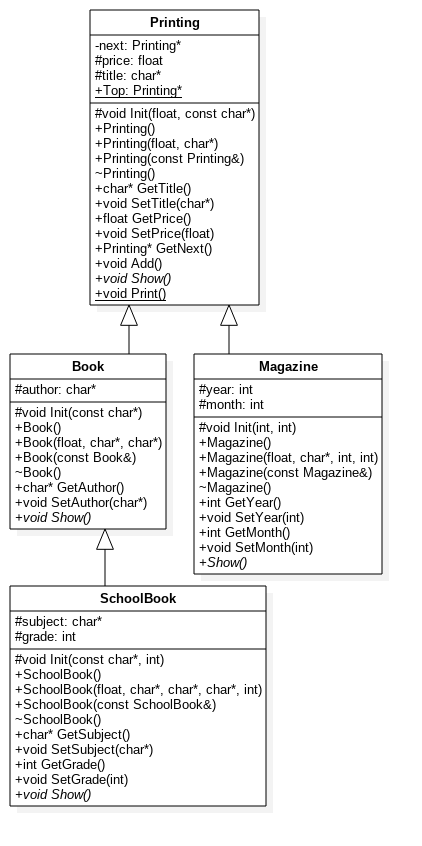 Printing
-next: Printing*
#price: float
#title: char*
+Top: Printing*
#void Init(float, const char*)
+Printing()
+Printing(float, char*)
+Printing(const Printing&)
~Printing()
+char* GetTitle()
+void SetTitle(char*)
+float GetPrice()
+void SetPrice(float)
+Printing* GetNext()
+void Add()
+void Show()
+void Print()
Book
#author: char*
#void Init(const char*)
+Book()
+Book(float, char*, char*)
+Book(const Book&)
~Book()
+char* GetAuthor()
+void SetAuthor(char*)
+void Show()
Magazine
#year: int
#month: int
#void Init(int, int)
+Magazine()
+Magazine(float, char*, int, int)
+Magazine(const Magazine&)
~Magazine()
+int GetYear()
+void SetYear(int)
+int GetMonth()
+void SetMonth(int)
+Show()
SchoolBook
#subject: char*
#grade: int
#void Init(const char*, int)
+SchoolBook()
+SchoolBook(float, char*, char*, char*, int)
+SchoolBook(const SchoolBook&)
~SchoolBook()
+char* GetSubject()
+void SetSubject(char*)
+int GetGrade()
+void SetGrade(int)
+void Show()